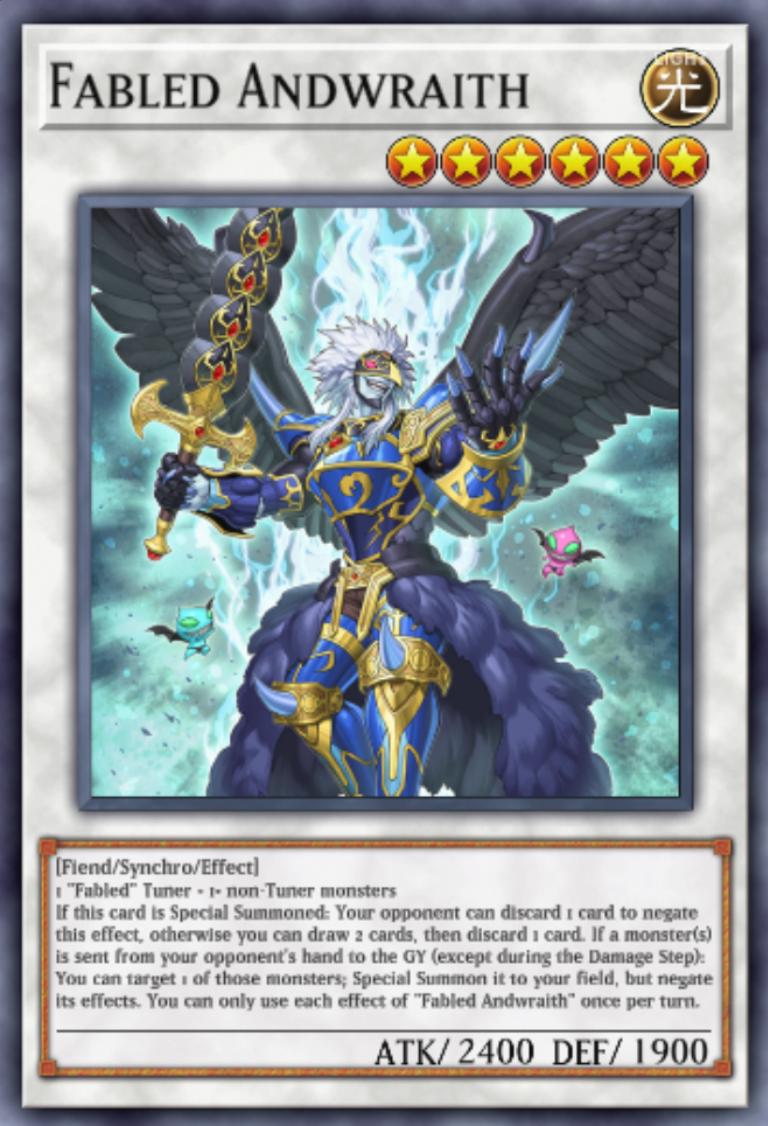 Fabled Andwraith
LIGHT
光
[Fiend/Synchro/Effect]
1 "Fabled" Tuner + 1+ non-Tuner monsters
If this card is Special Summoned: Your opponent can discard 1 card to negate
this effect, otherwise you can draw 2 cards, then discard 1 card. If a monster(s)
is sent from your opponent's hand to the GY (except during the Damage Step):
You can target 1 of those monsters; Special Summon it to your field, but negate
its effects. You can only use each effect of "Fabled Andwraith" once per turn.
ATK/ 2400 DEF/ 1900